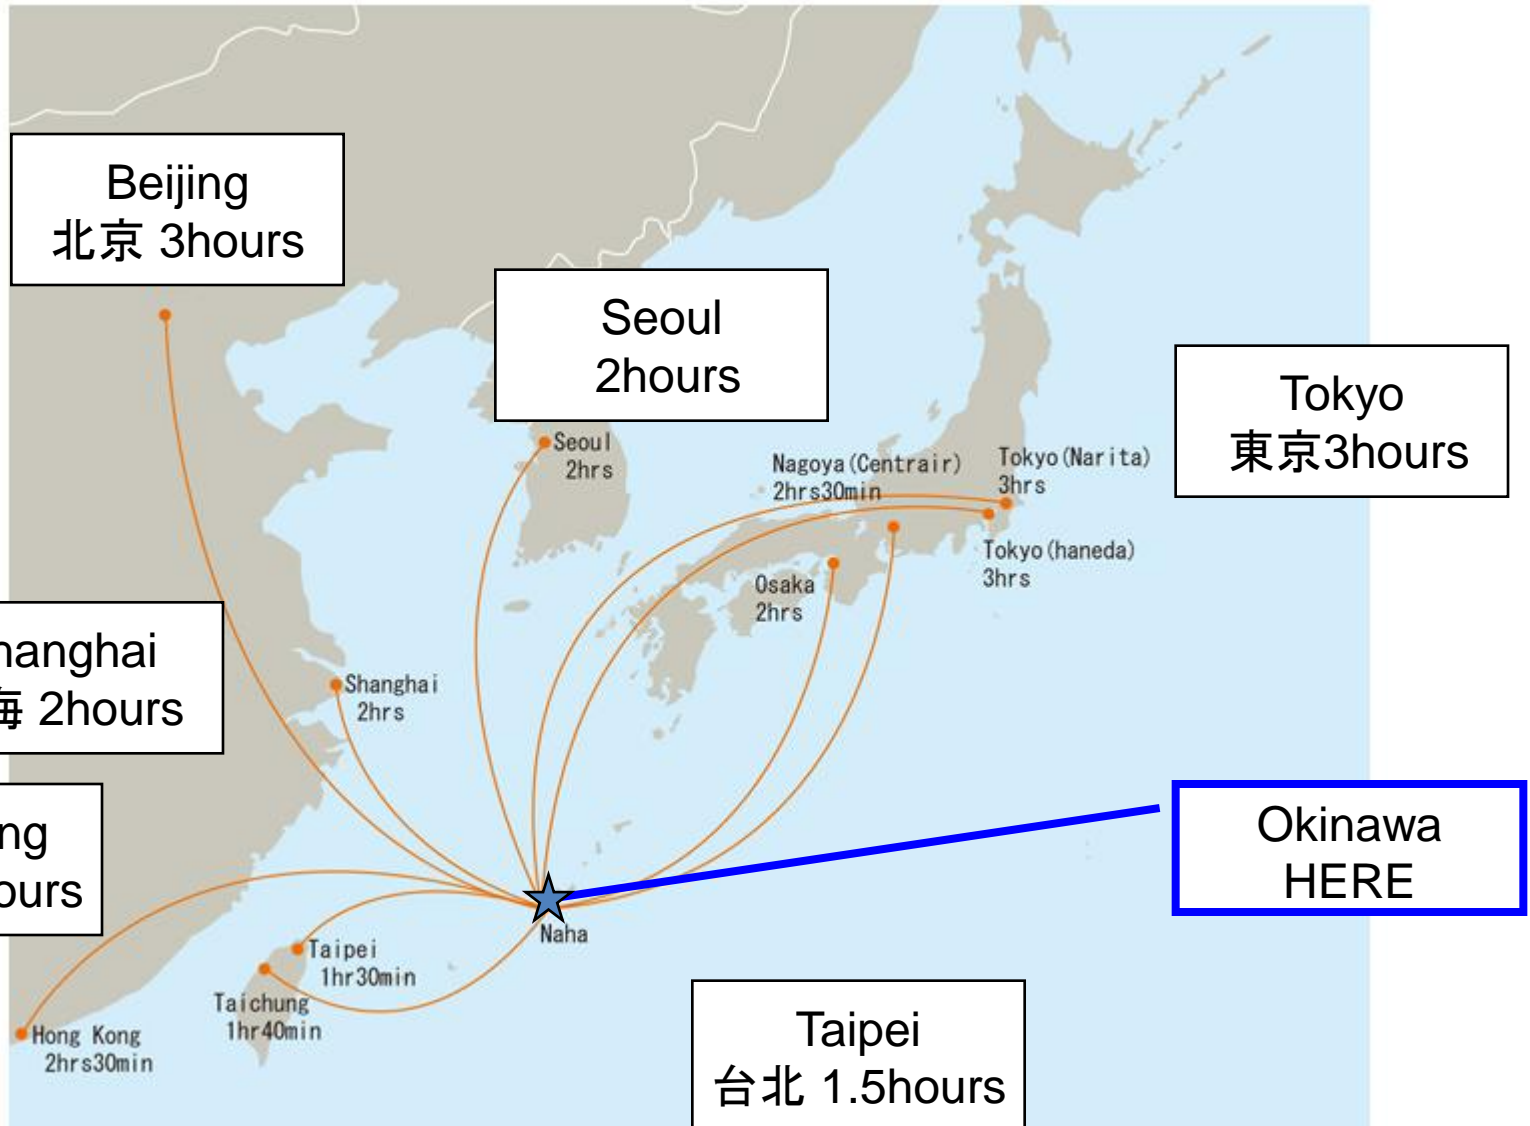 Beijing
北京 3hours
Seoul
2hours
Tokyo
東京3hours
Seoul
2hrs
Nagoya(Centrair)
2hrs30min
Tokyo(Narita)
3hrs
Tokyo(haneda)
3hrs
Osaka
2hrs
hanghai
海 2hours
Shanghai
2hrs
ng
ours
Okinawa
HERE
Naha
Taipei
1hr30min
Taichung
1hr40min
Hong Kong
2hrs30min
Taipei
台北 1.5hours